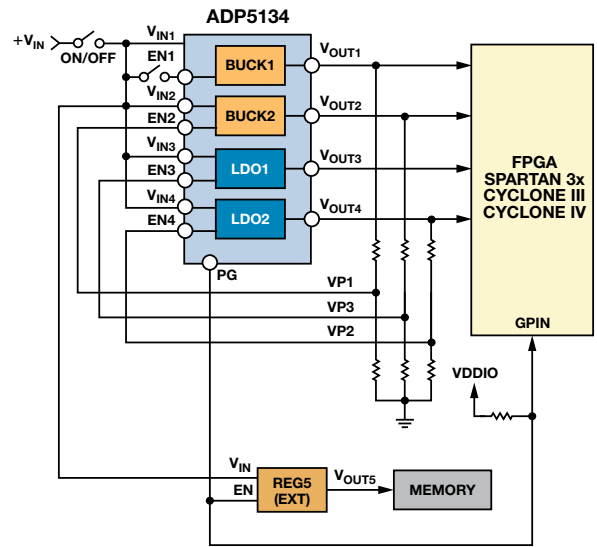 ADP5134
+VIN
ON/OFF
VIN1
EN1
VIN2
EN2
VIN3
EN3
VIN4
EN4
BUCK1
BUCK2
LDO1
LDO2
PG
VOUT1
VOUT2
VOUT3
VOUT4
FPGA
SPARTAN 3x
CYCLONE III
CYCLONE IV
GPIN
VP1
VP3
VP2
VDDIO
VIN
EN
REG5
(EXT)
VOUT5
MEMORY